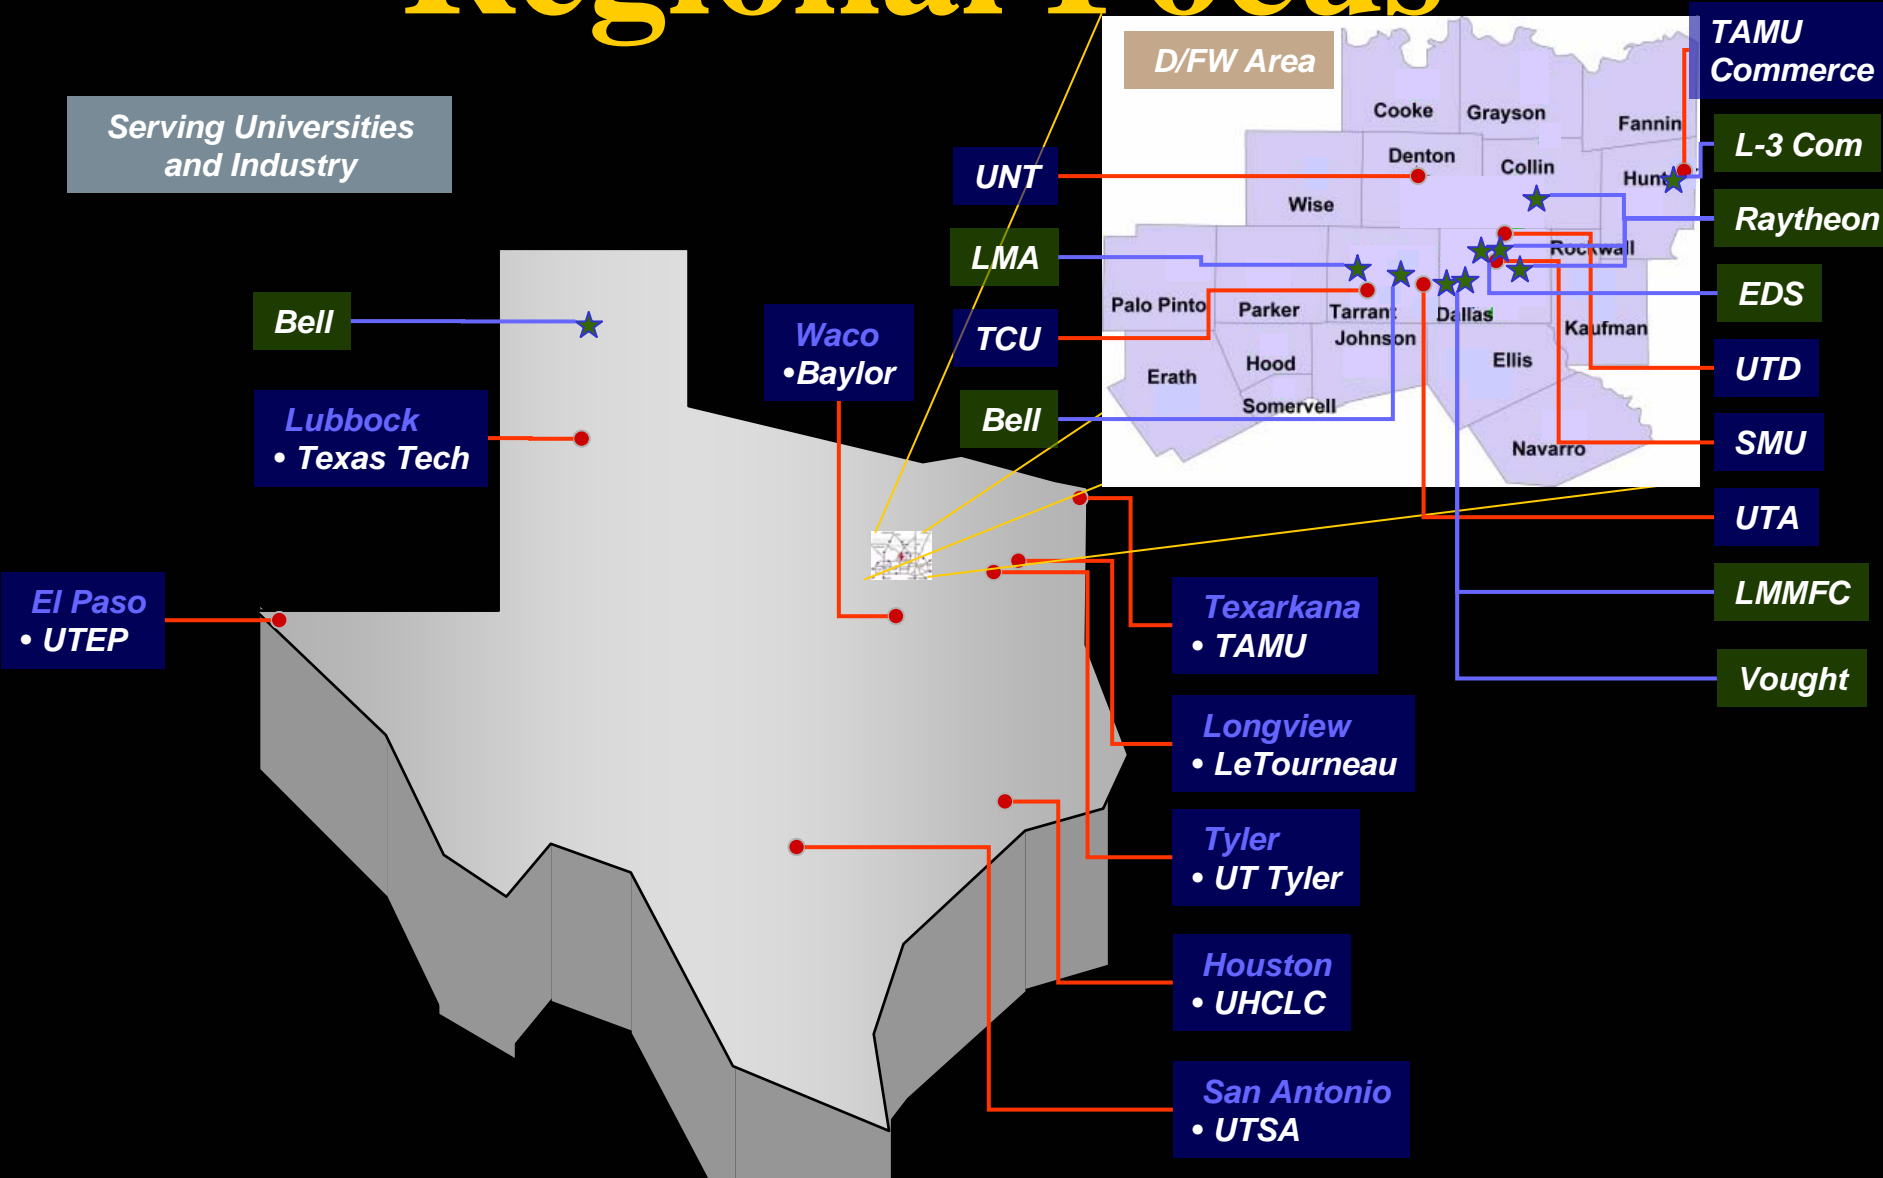 Regional Focus
Serving Universities
and Industry
D/FW Area
Cooke
Grayson
Fannin
Denton
Collin
Hunt
Wise
Rockwall
Palo Pinto
Parker
Tarrant
Dallas
Kaufman
Johnson
Ellis
Hood
Erath
Somervell
Navarro
UNT
LMA
TCU
Bell
TAMU
Commerce
L-3 Com
Raytheon
EDS
UTD
SMU
UTA
LMMFC
Vought
Bell
Lubbock
• Texas Tech
Waco
•Baylor
El Paso
• UTEP
Texarkana
• TAMU
Longview
• LeTourneau
Tyler
• UT Tyler
Houston
• UHCLC
San Antonio
• UTSA